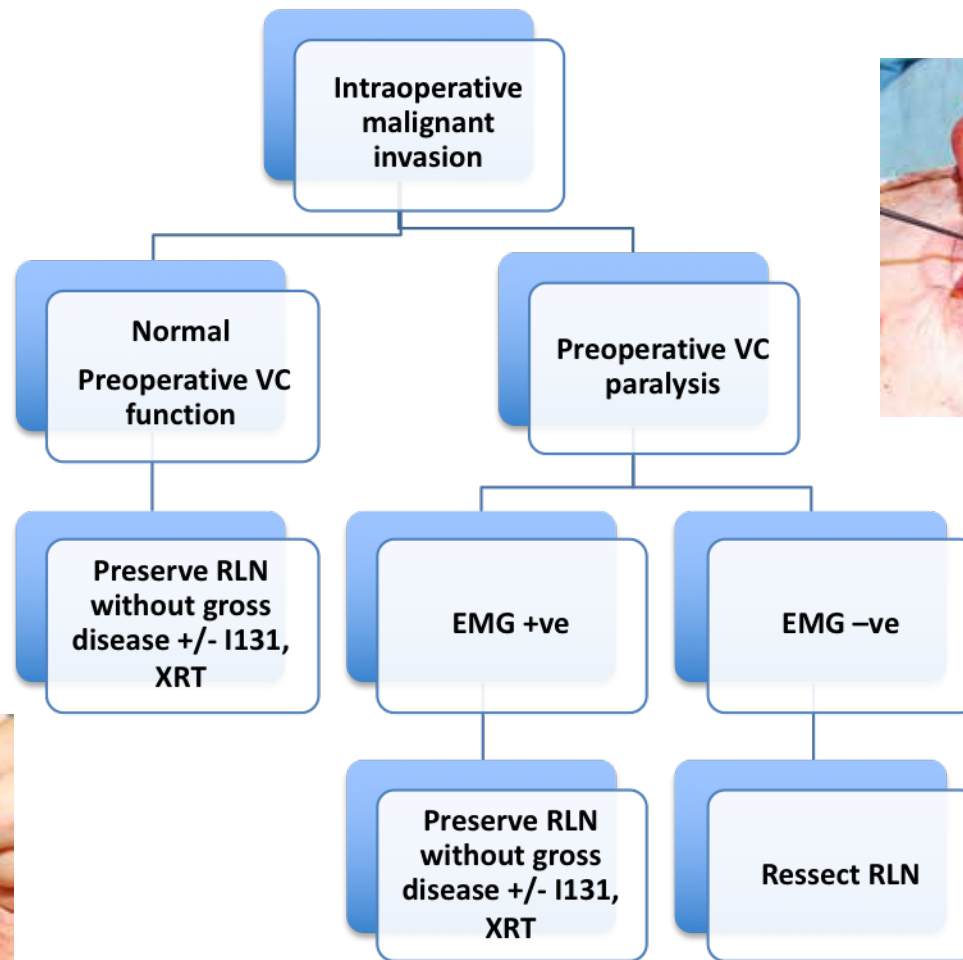 Intraoperative
malignant
invasion
Normal
Preoperative VC
function
Preoperative VC
paralysis
Preserve RLN
without gross
disease +/- I131,
XRT
EMG +ve
EMG –ve
Preserve RLN
without gross
disease +/- I131,
XRT
Ressect RLN